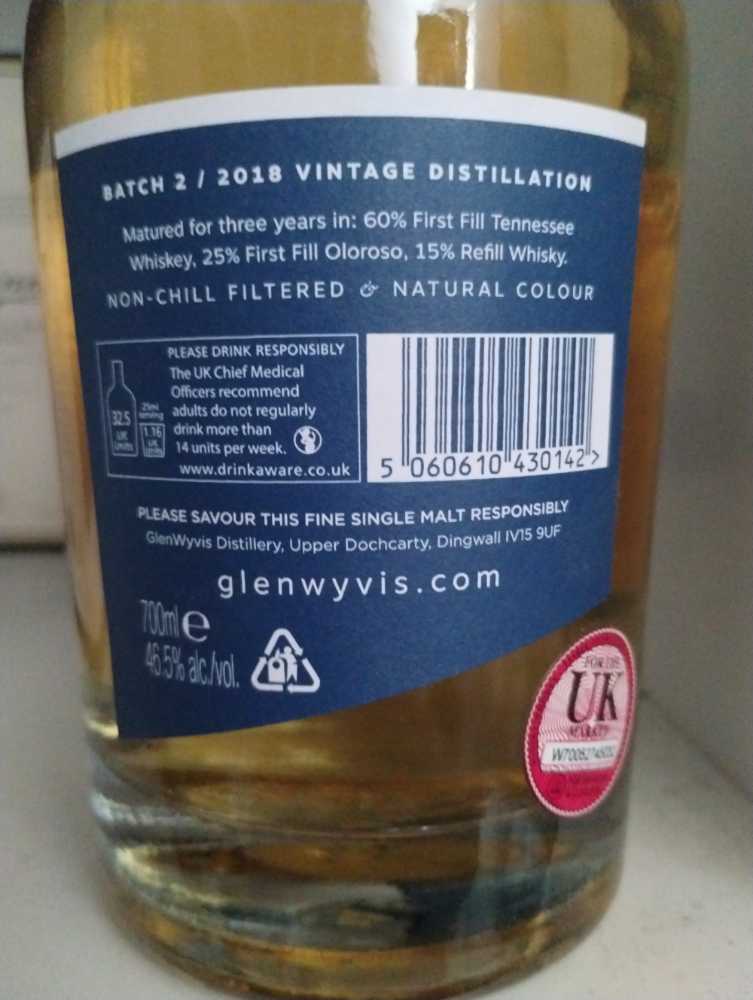 BATCH 2 / 2018 VINTAGE DISTILLATION
Matured for three years in: 60% First Fill Tennessee
Whiskey, 25% First Fill Oloroso, 15% Refill Whisky.
NON-CHILL FILTERED & NATURAL COLOUR
PLEASE DRINK RESPONSIBLY
The UK Chief Medical
Officers recommend
adults do not regularly
drink more than
14 units per week.
www.drinkaware.co.uk
32.5
UK
Units
25ml
serving
1.16
UK
Units
5 060610 430142 >
PLEASE SAVOUR THIS FINE SINGLE MALT RESPONSIBLY
GlenWyvis Distillery, Upper Dochcarty, Dingwall IV15 9UF
glenwyvis.com
700ml e
46.5% alc./vol.
FOR THE
UK
MARKET